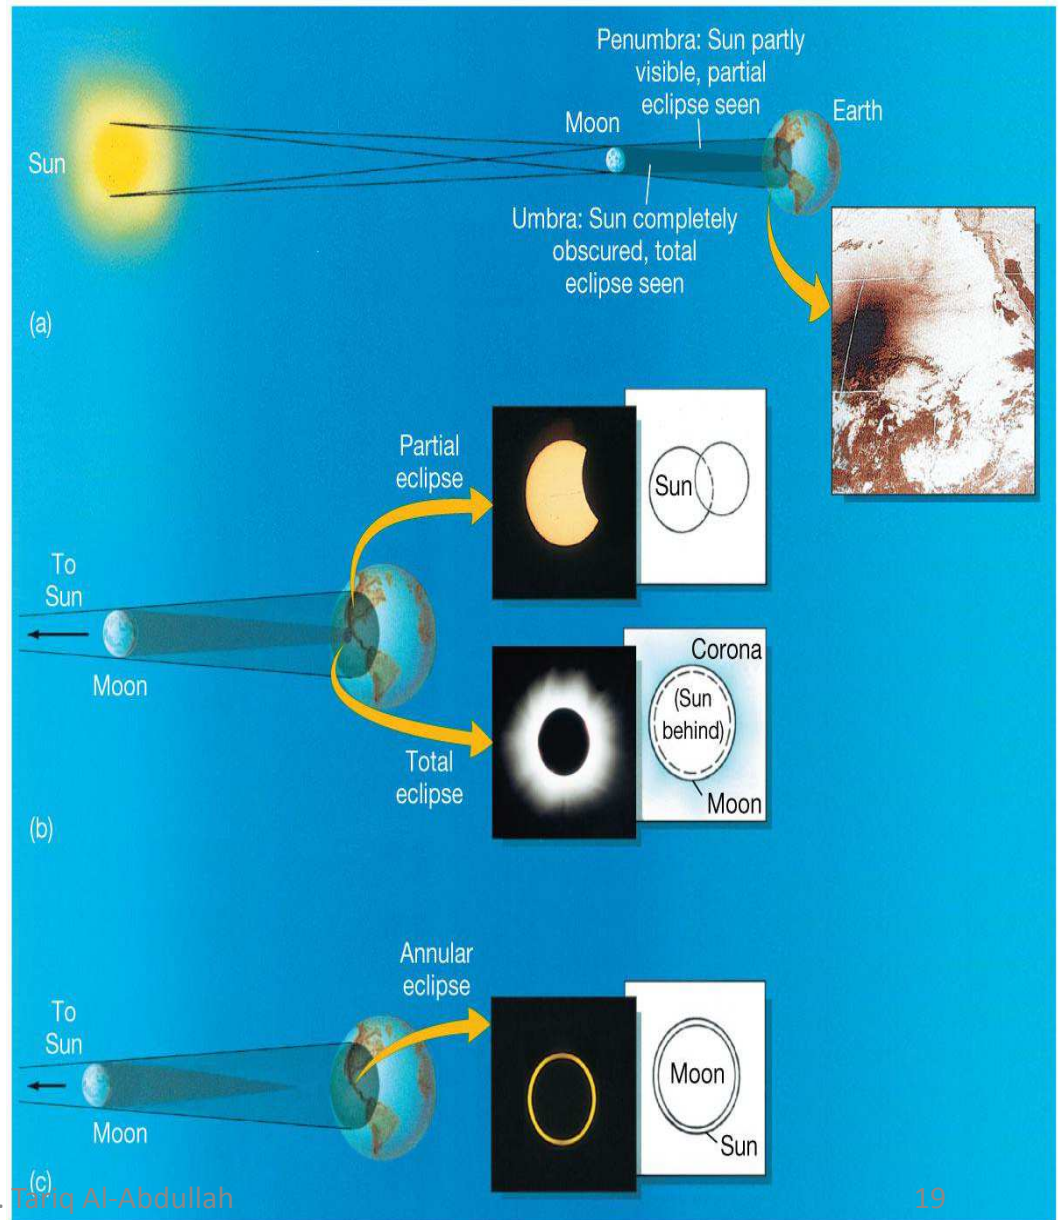 Penumbra: Sun partly
visible, partial
eclipse seen
Moon
Earth
Sun
Umbra: Sun completely
obscured, total
eclipse seen
(a)
Partial
eclipse
Sun
To
Sun
Moon
Corona
(Sun
behind)
Moon
Total
eclipse
(b)
Annular
eclipse
To
Sun
Moon
Moon
Sun
(c)
. Tariq Al-Abdullah
19